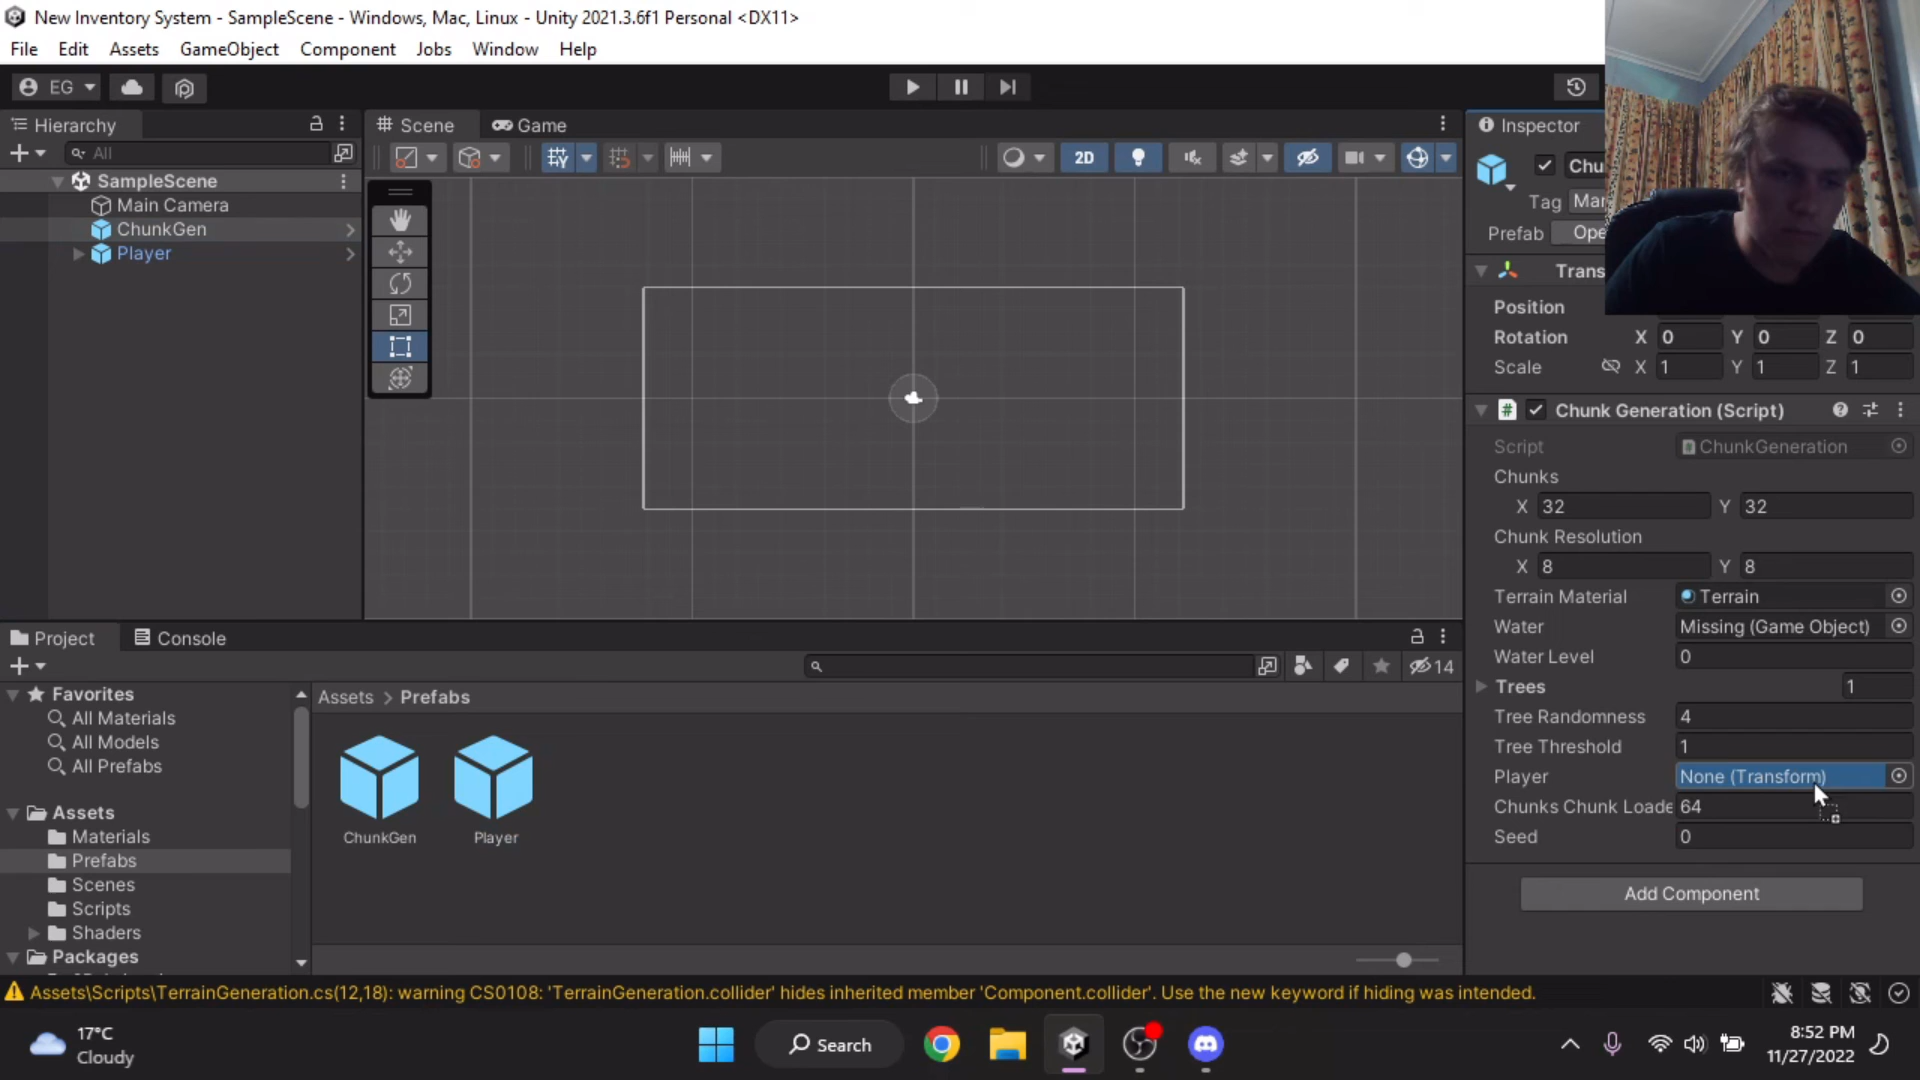 New Inventory System - SampleScene - Windows, Mac, Linux - Unity 2021.3.6f1 Personal <DX11>
File Edit Assets GameObject Component Jobs Window Help
EG
Hierarchy
Scene
Game
Inspector
All
2D
SampleScene
Main Camera
ChunkGen
Player
Tag
Prefab
Position
Rotation X 0 Y 0 Z 0
Scale X 1 Y 1 Z 1
Chunk Generation (Script)
Script ChunkGeneration
Chunks
X 32 Y 32
Chunk Resolution
X 8 Y 8
Terrain Material Terrain
Water Missing (Game Object)
Water Level 0
Trees 1
Tree Randomness 4
Tree Threshold 1
Player None (Transform)
Chunks Chunk Loade 64
Seed 0
Add Component
Project
Console
14
Favorites
All Materials
All Models
All Prefabs
Assets
Materials
Prefabs
Scenes
Scripts
Shaders
Packages
Assets > Prefabs
ChunkGen
Player
Assets\Scripts\TerrainGeneration.cs(12,18): warning CS0108: 'TerrainGeneration.collider' hides inherited member 'Component.collider'. Use the new keyword if hiding was intended.
17°C
Cloudy
Search
8:52 PM
11/27/2022